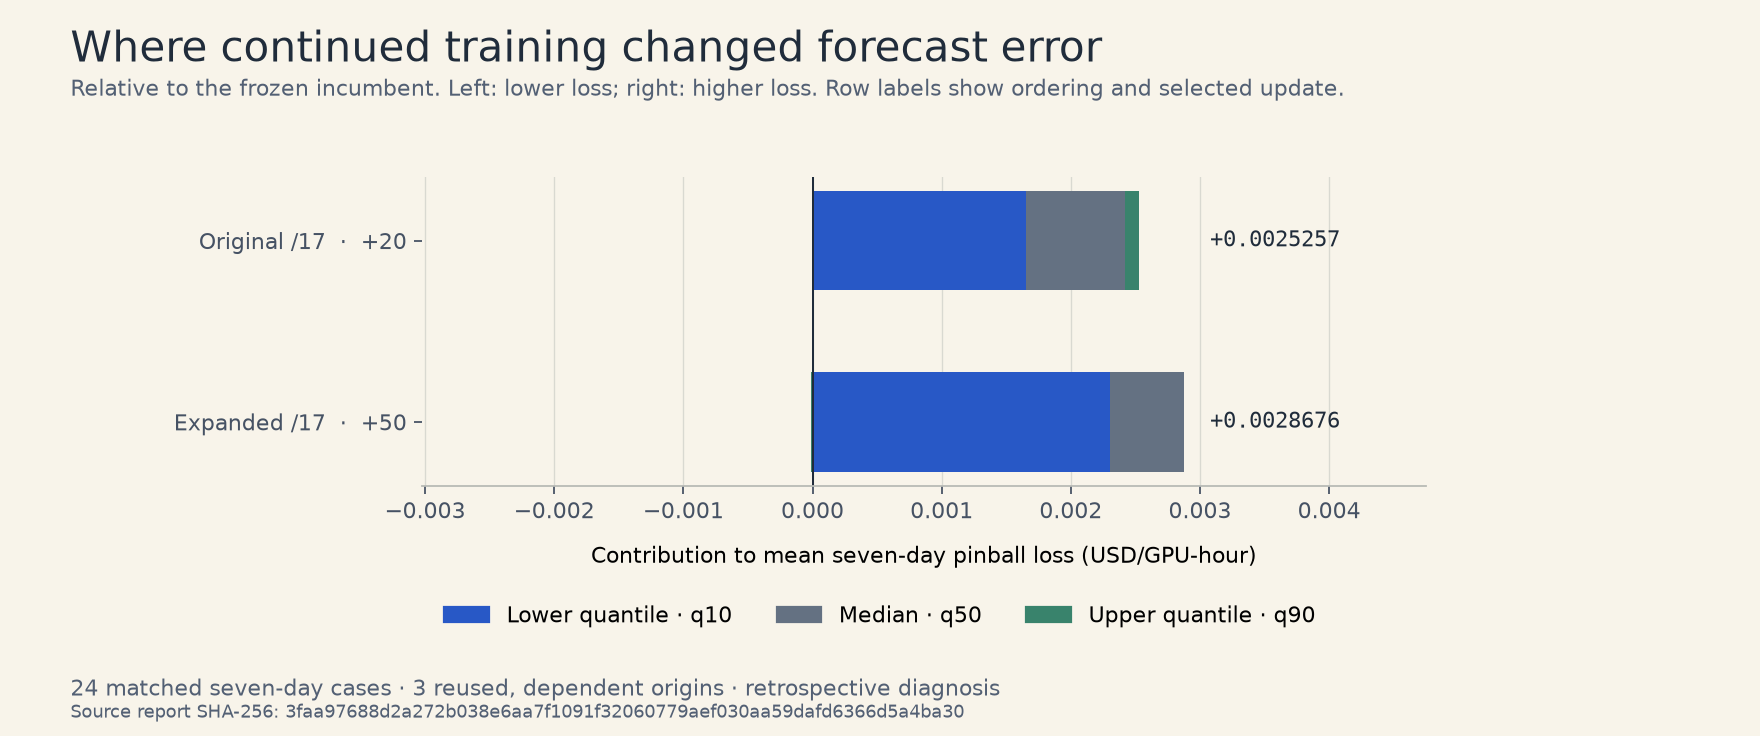 Where continued training changed forecast error
Relative to the frozen incumbent. Left: lower loss; right: higher loss. Row labels show ordering and selected update.
Original /17 · +20
+0.0025257
Expanded /17 · +50
+0.0028676
−0.003 −0.002 −0.001 0.000 0.001 0.002 0.003 0.004
Contribution to mean seven-day pinball loss (USD/GPU-hour)
Lower quantile · q10 Median · q50 Upper quantile · q90
24 matched seven-day cases · 3 reused, dependent origins · retrospective diagnosis
Source report SHA-256: 3faa97688d2a272b038e6aa7f1091f32060779aef030aa59dafd6366d5a4ba30